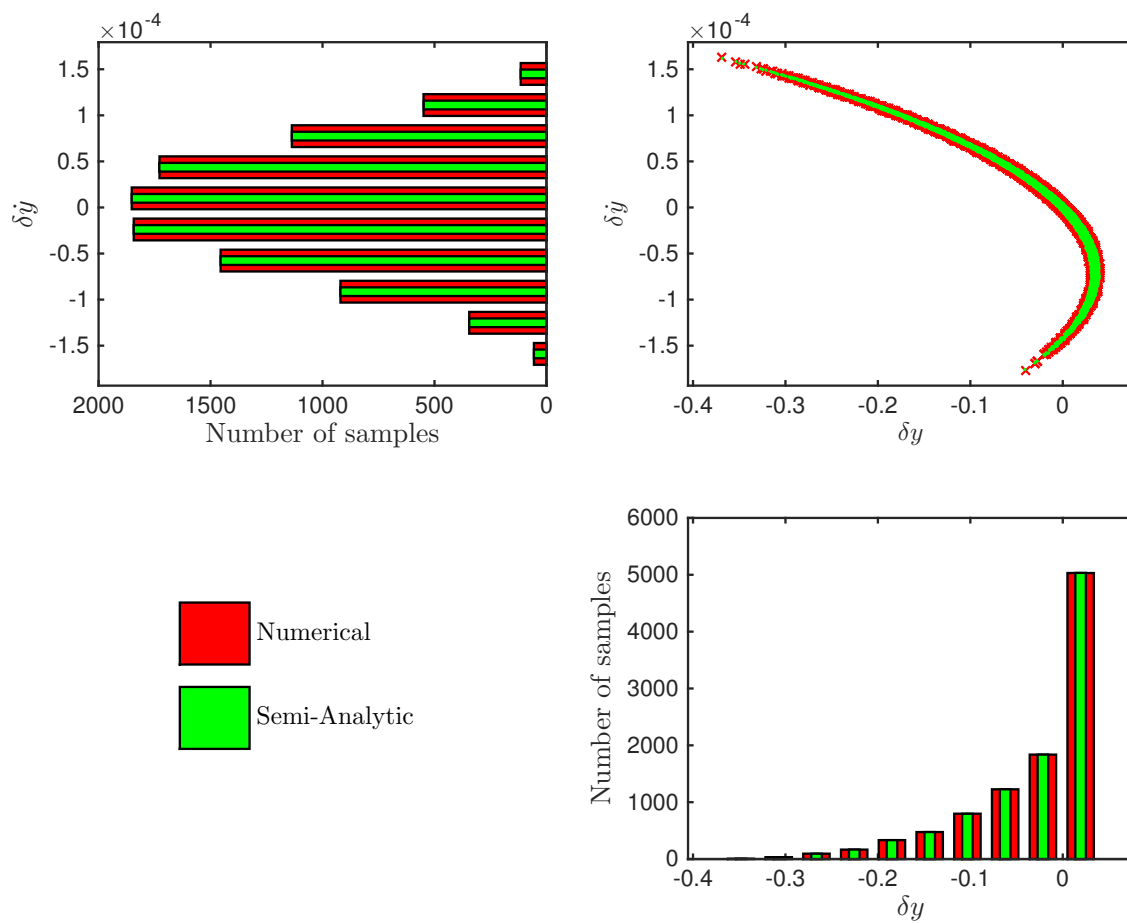 ×10⁻⁴
1.5
1
0.5
0
-0.5
-1
-1.5
δẏ
2000 1500 1000 500 0
Number of samples
×10⁻⁴
1.5
1
0.5
0
-0.5
-1
-1.5
δẏ
-0.4 -0.3 -0.2 -0.1 0
δy
Numerical
Semi-Analytic
6000
5000
4000
3000
2000
1000
0
Number of samples
-0.4 -0.3 -0.2 -0.1 0
δy